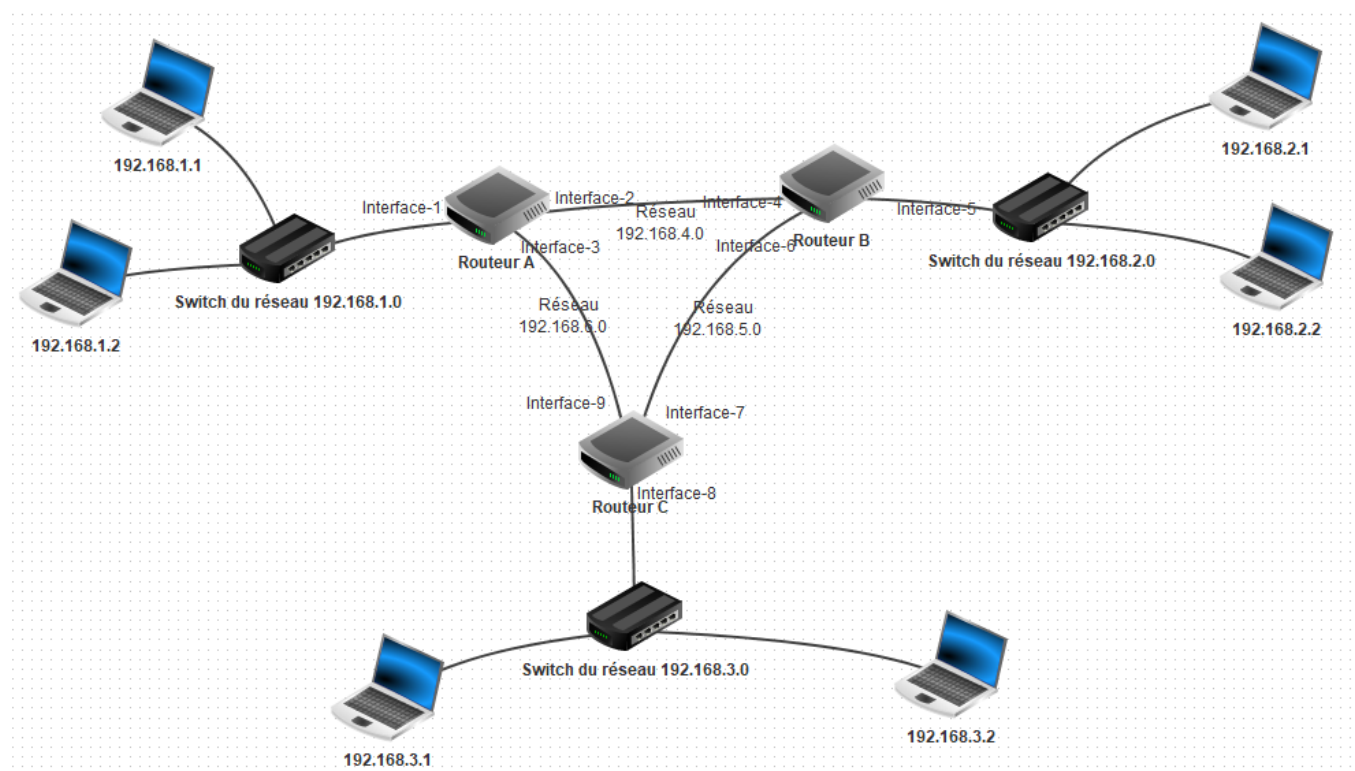 192.168.1.1
192.168.1.2
Switch du réseau 192.168.1.0
Interface-1
Interface-2
Interface-3
Routeur A
Réseau
192.168.4.0
Interface-4
Interface-5
Interface-6
Routeur B
192.168.2.1
Switch du réseau 192.168.2.0
192.168.2.2
Réseau
192.168.6.0
Réseau
192.168.5.0
Interface-9
Interface-7
Interface-8
Routeur C
Switch du réseau 192.168.3.0
192.168.3.1
192.168.3.2